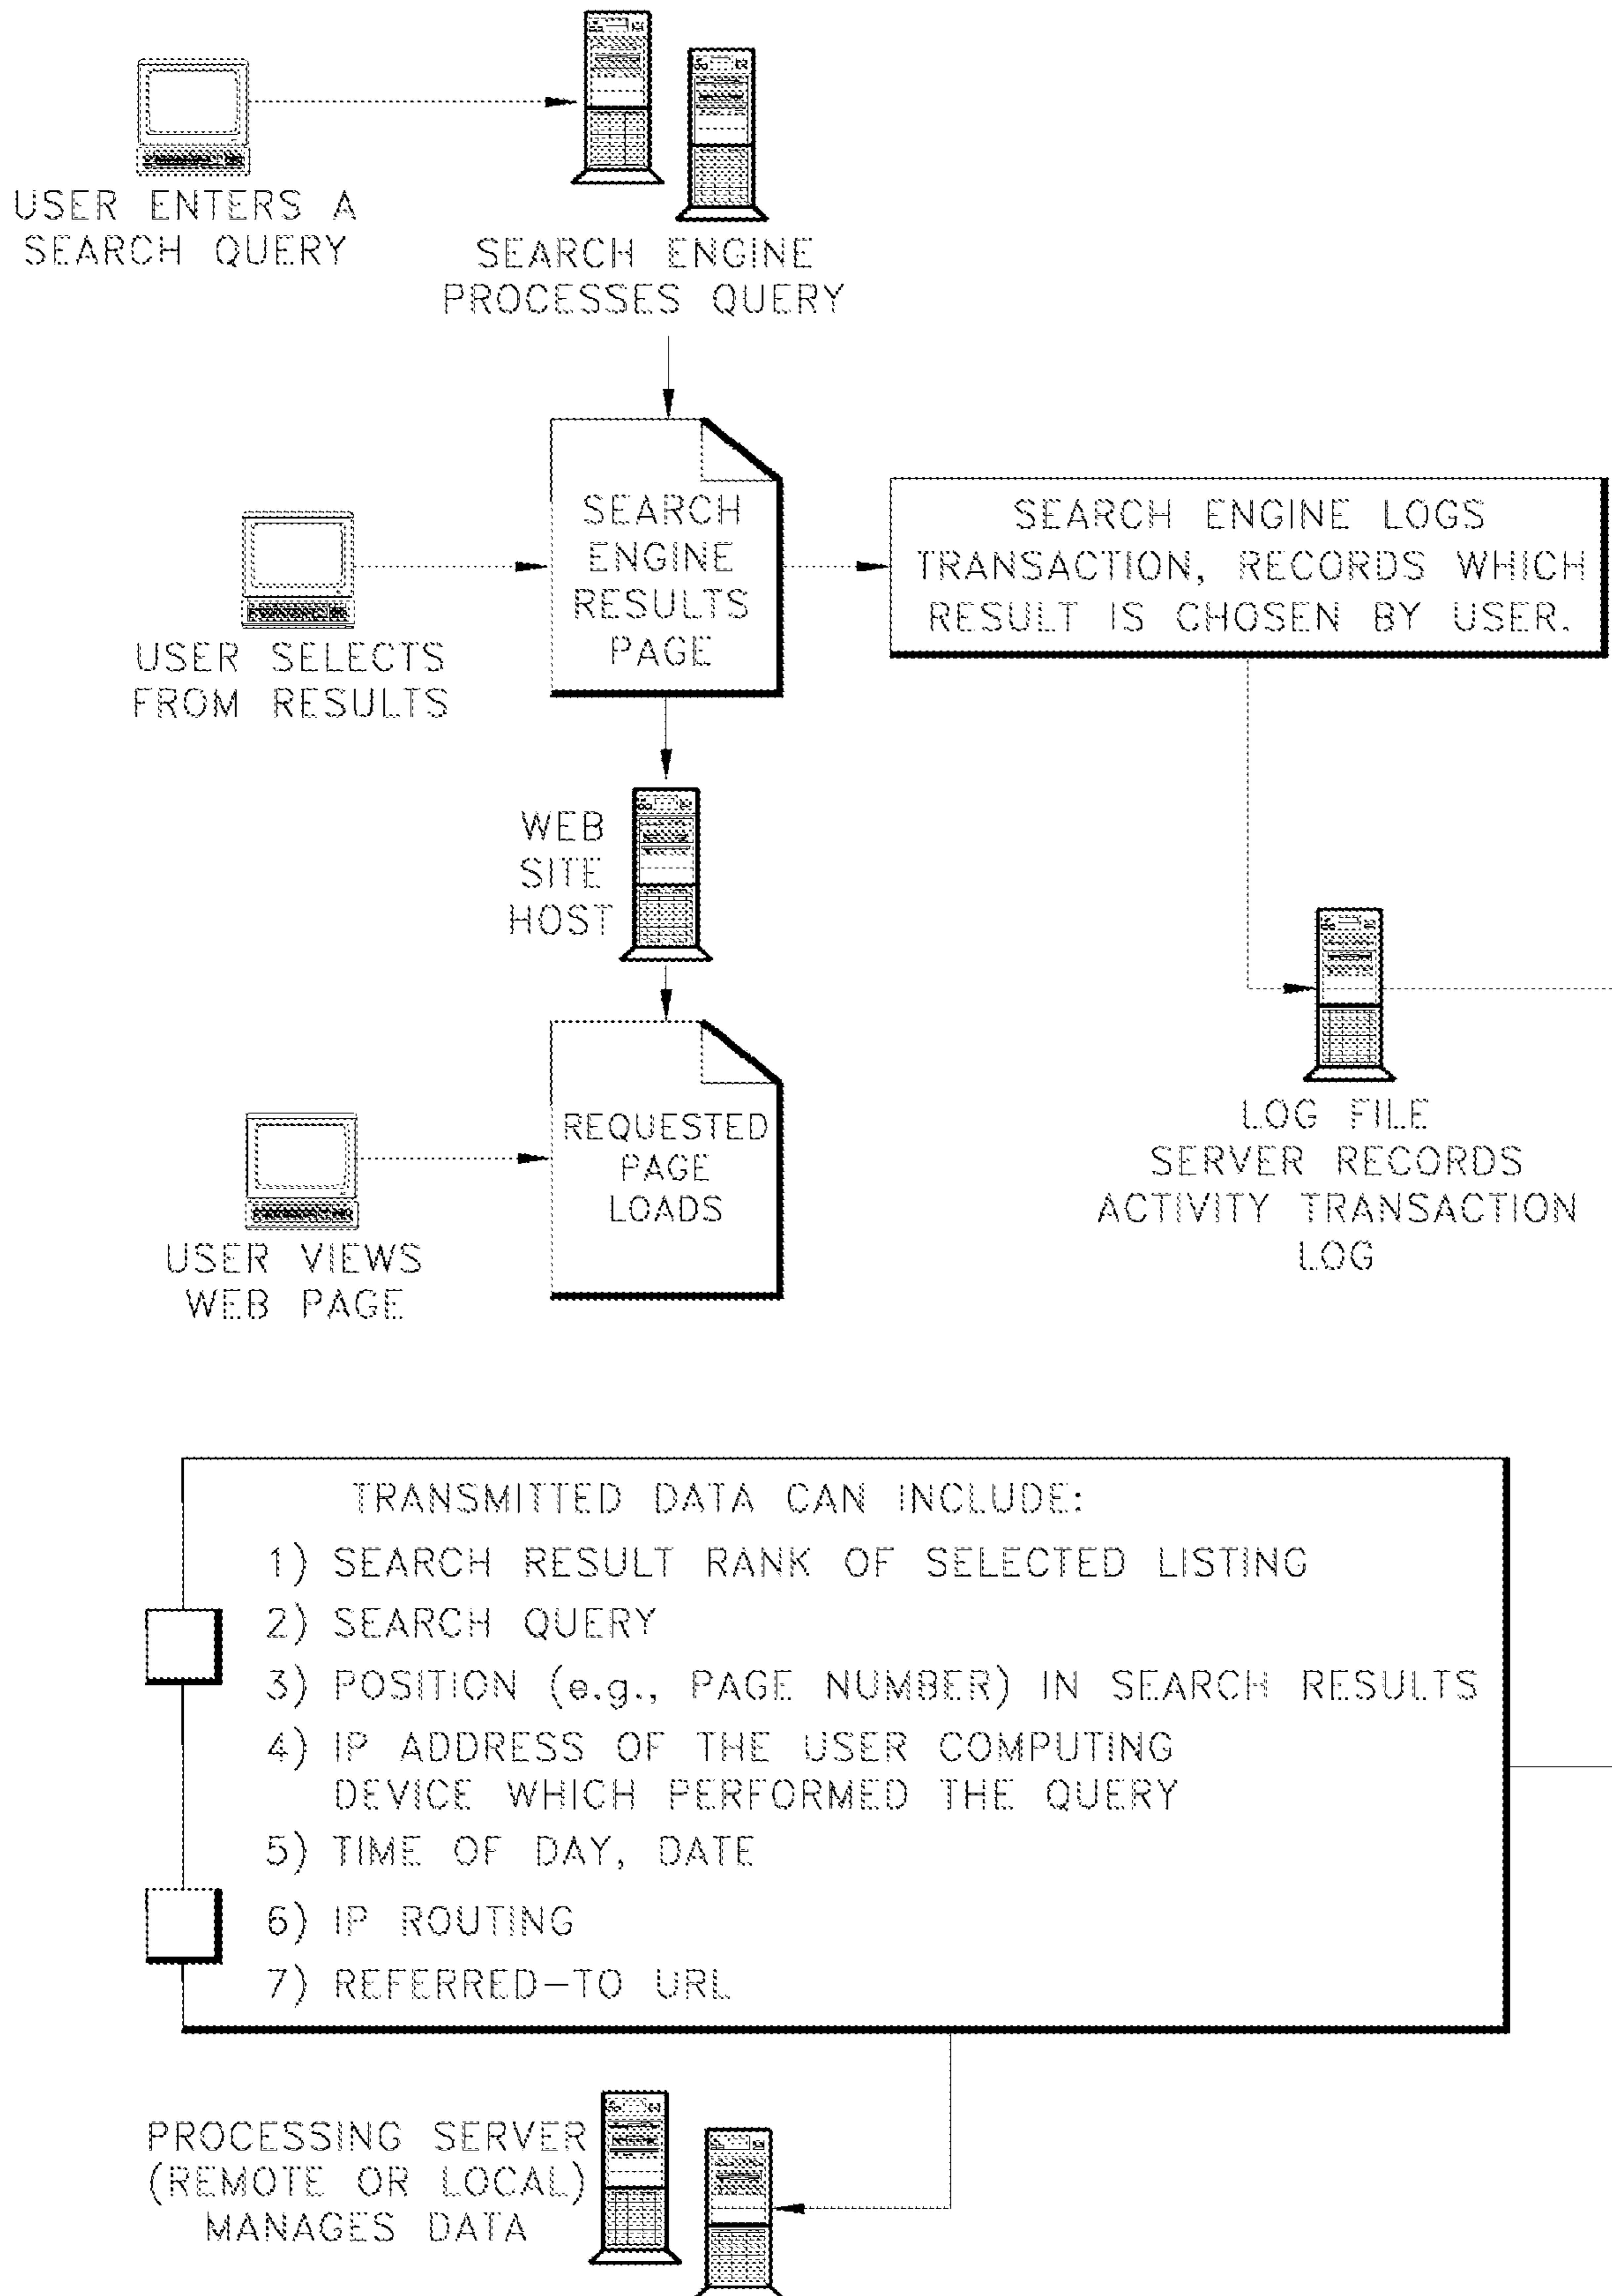 USER ENTERS A
SEARCH QUERY
SEARCH ENGINE
PROCESSES QUERY
SEARCH
ENGINE
RESULTS
PAGE
SEARCH ENGINE LOGS
TRANSACTION, RECORDS WHICH
RESULT IS CHOSEN BY USER.
USER SELECTS
FROM RESULTS
WEB
SITE
HOST
REQUESTED
PAGE
LOADS
LOG FILE
SERVER RECORDS
ACTIVITY TRANSACTION
LOG
USER VIEWS
WEB PAGE
TRANSMITTED DATA CAN INCLUDE:
1) SEARCH RESULT RANK OF SELECTED LISTING
2) SEARCH QUERY
3) POSITION (e.g., PAGE NUMBER) IN SEARCH RESULTS
4) IP ADDRESS OF THE USER COMPUTING
DEVICE WHICH PERFORMED THE QUERY
5) TIME OF DAY, DATE
6) IP ROUTING
7) REFERRED-TO URL
PROCESSING SERVER
(REMOTE OR LOCAL)
MANAGES DATA